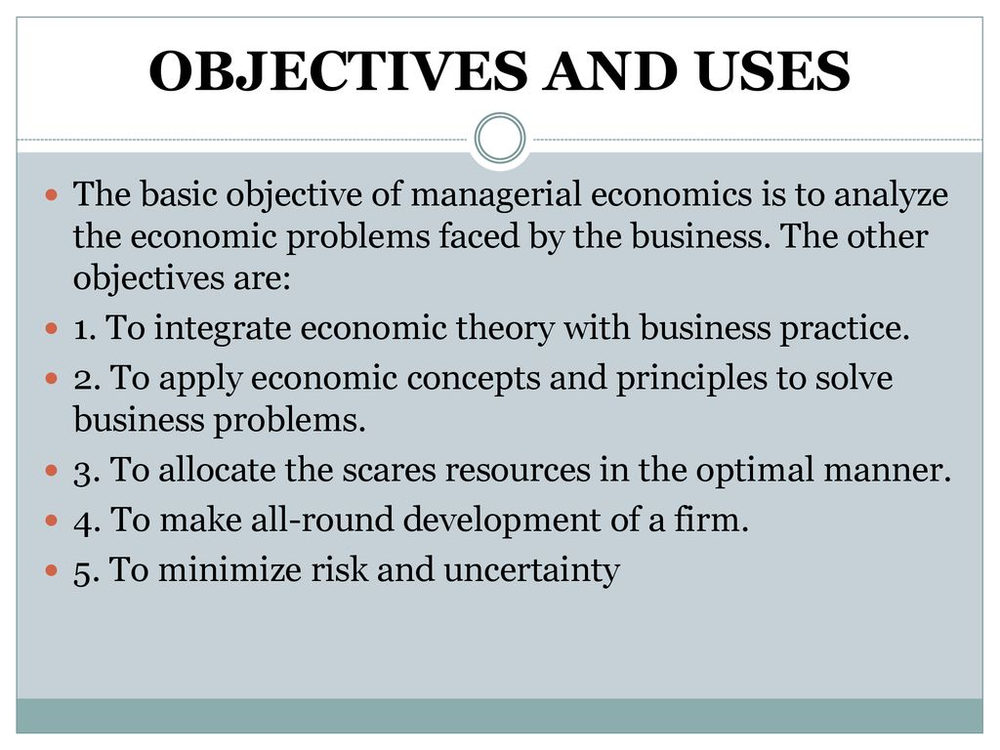 OBJECTIVES AND USES
• The basic objective of managerial economics is to analyze
the economic problems faced by the business. The other
objectives are:
• 1. To integrate economic theory with business practice.
• 2. To apply economic concepts and principles to solve
business problems.
• 3. To allocate the scares resources in the optimal manner.
• 4. To make all-round development of a firm.
• 5. To minimize risk and uncertainty